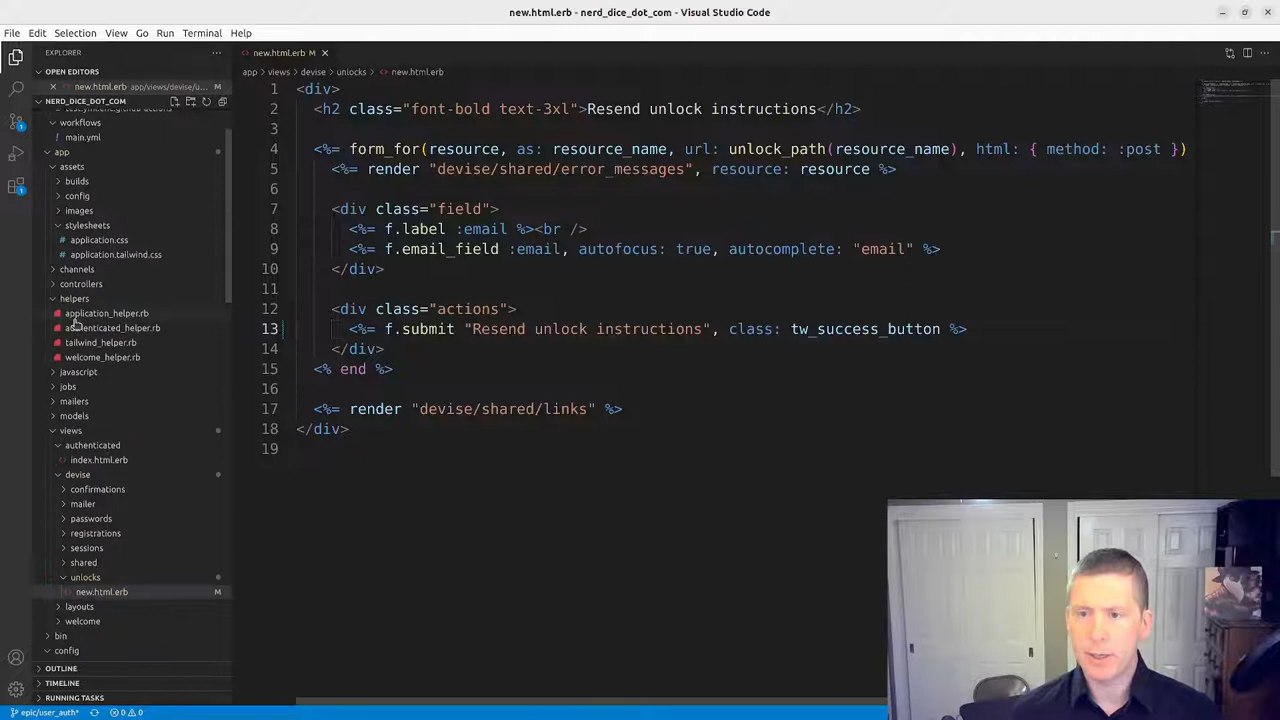 new.html.erb - nerd_dice_dot_com - Visual Studio Code
File Edit Selection View Go Run Terminal Help
EXPLORER
OPEN EDITORS
new.html.erb app/views/devise/u...
NERD_DICE_DOT_COM
workflows
main.yml
app
assets
builds
config
images
stylesheets
application.css
application.tailwind.css
channels
controllers
helpers
application_helper.rb
authenticated_helper.rb
tailwind_helper.rb
welcome_helper.rb
javascript
jobs
mailers
models
views
authenticated
index.html.erb
devise
confirmations
mailer
passwords
registrations
sessions
shared
unlocks
new.html.erb M
layouts
welcome
bin
config
OUTLINE
TIMELINE
RUNNING TASKS
new.html.erb M
app > views > devise > unlocks > new.html.erb
1 <div>
2 <h2 class="font-bold text-3xl">Resend unlock instructions</h2>
3
4 <%= form_for(resource, as: resource_name, url: unlock_path(resource_name), html: { method: :post })
5 <%= render "devise/shared/error_messages", resource: resource %>
6
7 <div class="field">
8 <%= f.label :email %><br />
9 <%= f.email_field :email, autofocus: true, autocomplete: "email" %>
10 </div>
11
12 <div class="actions">
13 <%= f.submit "Resend unlock instructions", class: tw_success_button %>
14 </div>
15 <% end %>
16
17 <%= render "devise/shared/links" %>
18 </div>
19
epic/user_auth* 0 0